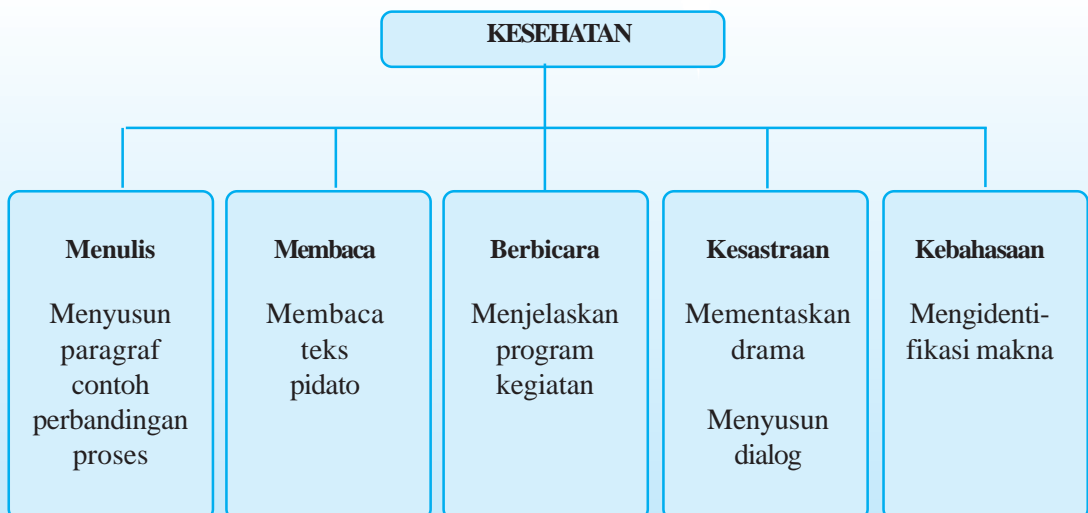 KESEHATAN
Menulis
Menyusun
paragraf
contoh
perbandingan
proses
Membaca
Membaca
teks
pidato
Berbicara
Menjelaskan
program
kegiatan
Kesastraan
Mementaskan
drama
Menyusun
dialog
Kebahasaan
Mengidenti-
fikasi makna